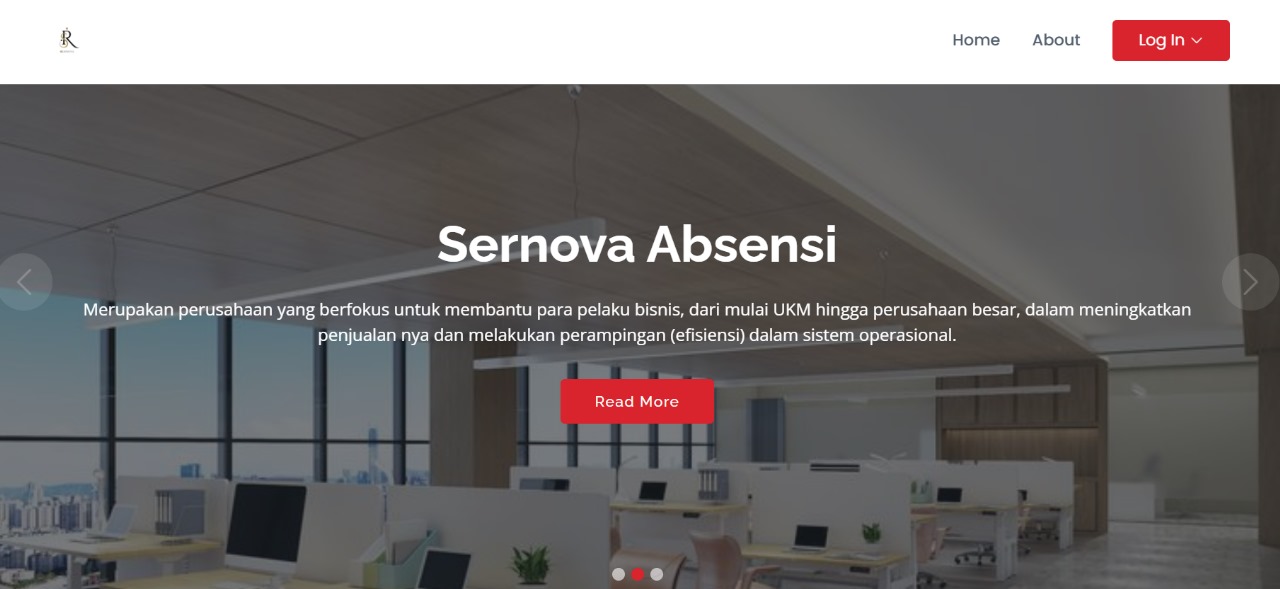 R
Home About Log In
Sernova Absensi
Merupakan perusahaan yang berfokus untuk membantu para pelaku bisnis, dari mulai UKM hingga perusahaan besar, dalam meningkatkan
penjualan nya dan melakukan perampingan (efisiensi) dalam sistem operasional.
Read More